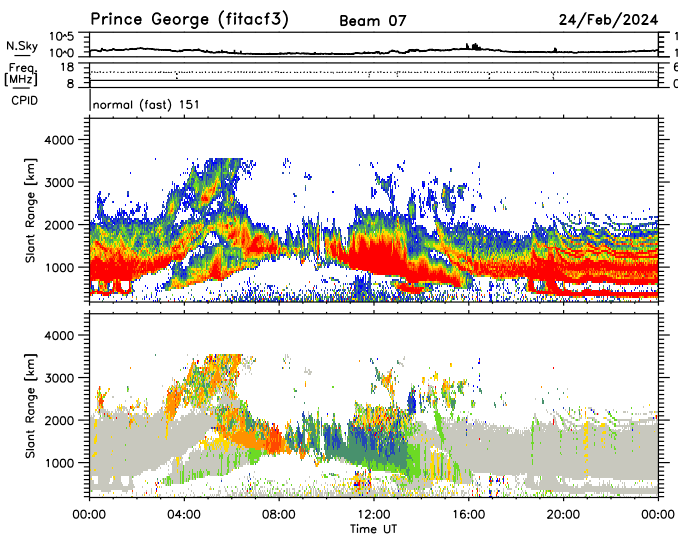 Prince George (fitacf3) Beam 07 24/Feb/2024
N.Sky 10^5 10^0 1 1
Freq. [MHz] 18 8 6 0
CPID normal (fast) 151
Slant Range [km] 4000 3000 2000 1000
Slant Range [km] 4000 3000 2000 1000
00:00 04:00 08:00 12:00 16:00 20:00 00:00
Time UT